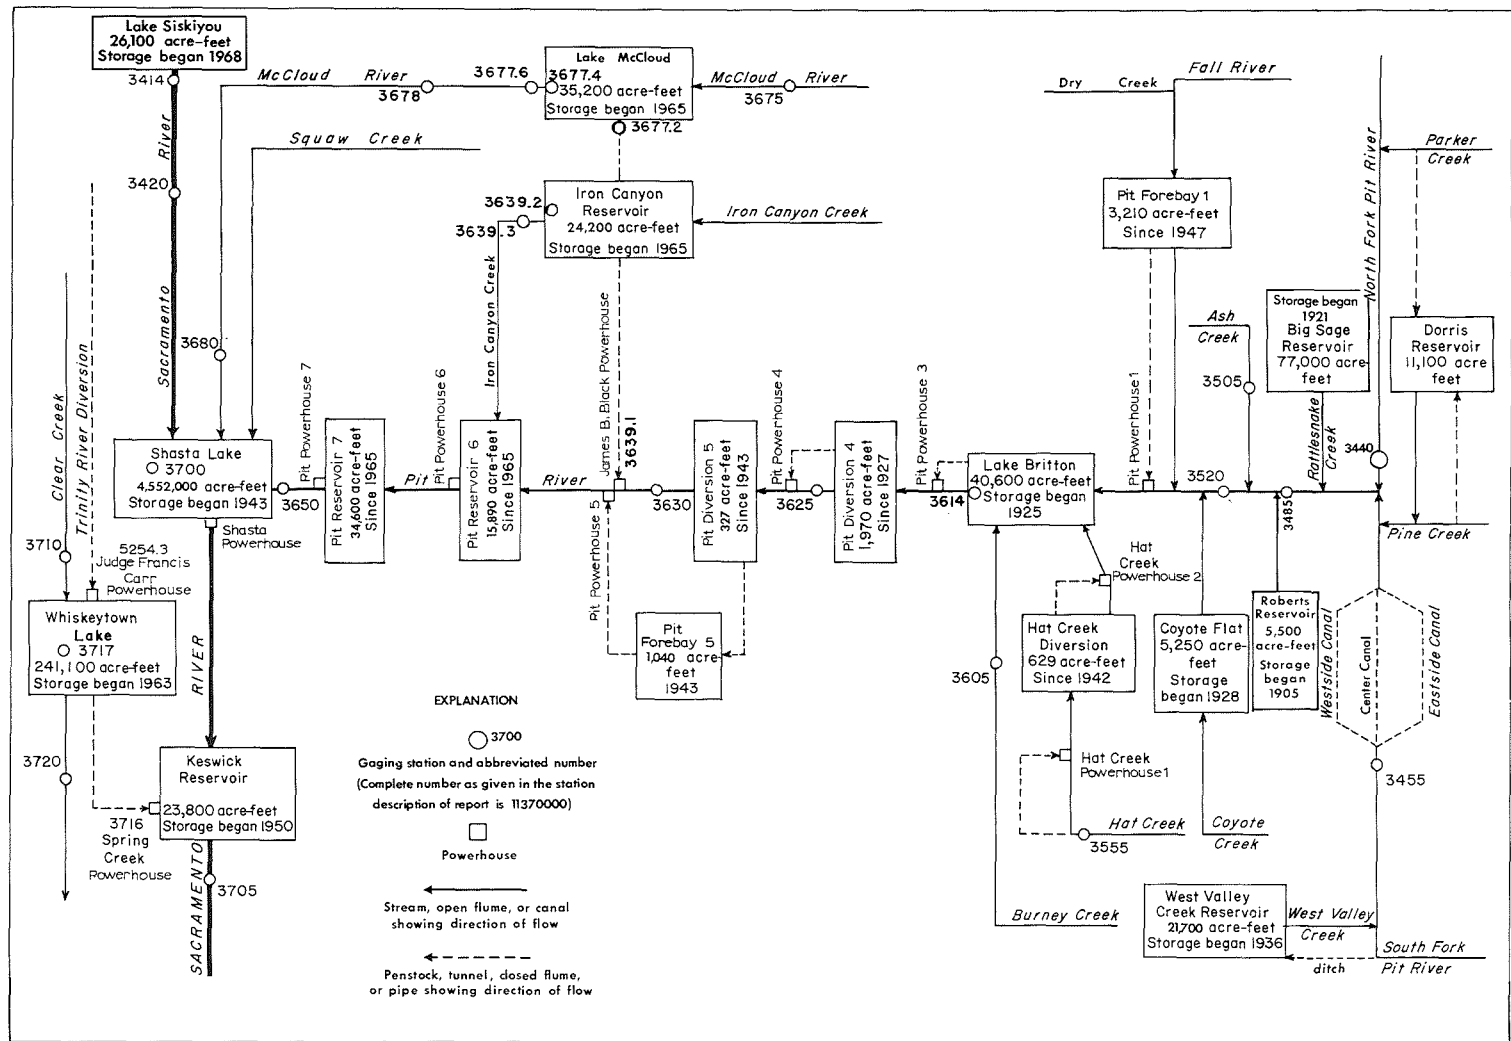 Lake Siskiyou
26,100 acre-feet
Storage began 1968
3414
River
3420
Sacramento
McCloud River
3678
3677.6
Lake McCloud
3677.4
35,200 acre-feet
Storage began 1965
3677.2
McCloud River
3675
Squaw Creek
3639.2
3639.3
Iron Canyon
Reservoir
24,200 acre-feet
Storage began 1965
Iron Canyon Creek
Iron Canyon Creek
James B. Black Powerhouse
3639.1
Fall River
Dry Creek
Pit Forebay 1
3,210 acre-feet
Since 1947
North Fork Pit River
Parker
Creek
Ash
Creek
3505
Storage began
1921
Big Sage
Reservoir
77,000 acre-
feet
Rattlesnake
Creek
Dorris
Reservoir
11,100 acre
feet
3440
Clear Creek
Trinity River Diversion
3680
Shasta Lake
3700
4,552,000 acre-feet
Storage began 1943
Shasta
Powerhouse
3650
Pit Powerhouse 7
Pit Reservoir 7
34,600 acre-feet
Since 1965
Pit
Pit Powerhouse 6
Pit Reservoir 6
15,890 acre-feet
Since 1965
River
Pit Powerhouse 5
3630
Pit Diversion 5
327 acre-feet
Since 1943
Pit Powerhouse 4
3625
Pit Diversion 4
1,970 acre-feet
Since 1927
Pit Powerhouse 3
3614
Lake Britton
40,600 acre-feet
Storage began
1925
Pit Powerhouse 1
3520
3485
Pine Creek
3710
5254.3
Judge Francis
Carr
Powerhouse
Whiskeytown
Lake
3717
241,100 acre-feet
Storage began 1963
RIVER
Pit
Forebay 5
1,040 acre-
feet
1943
3605
Hat
Creek
Powerhouse 2
Hat Creek
Diversion
629 acre-feet
Since 1942
Coyote Flat
5,250 acre-
feet
Storage
began 1928
Roberts
Reservoir
5,500
acre-feet
Storage
began
1905
Westside Canal
Center Canal
Eastside Canal
3455
3720
Keswick
Reservoir
23,800 acre-feet
Storage began 1950
3716
Spring
Creek
Powerhouse
SACRAMENTO
3705
EXPLANATION
3700
Gaging station and abbreviated number
(Complete number as given in the station
description of report is 11370000)
Powerhouse
Stream, open flume, or canal
showing direction of flow
Penstock, tunnel, closed flume,
or pipe showing direction of flow
Hat Creek
Powerhouse 1
Hat Creek
3555
Coyote
Creek
Burney Creek
West Valley
Creek Reservoir
21,700 acre-feet
Storage began 1936
West Valley
Creek
ditch
South Fork
Pit River